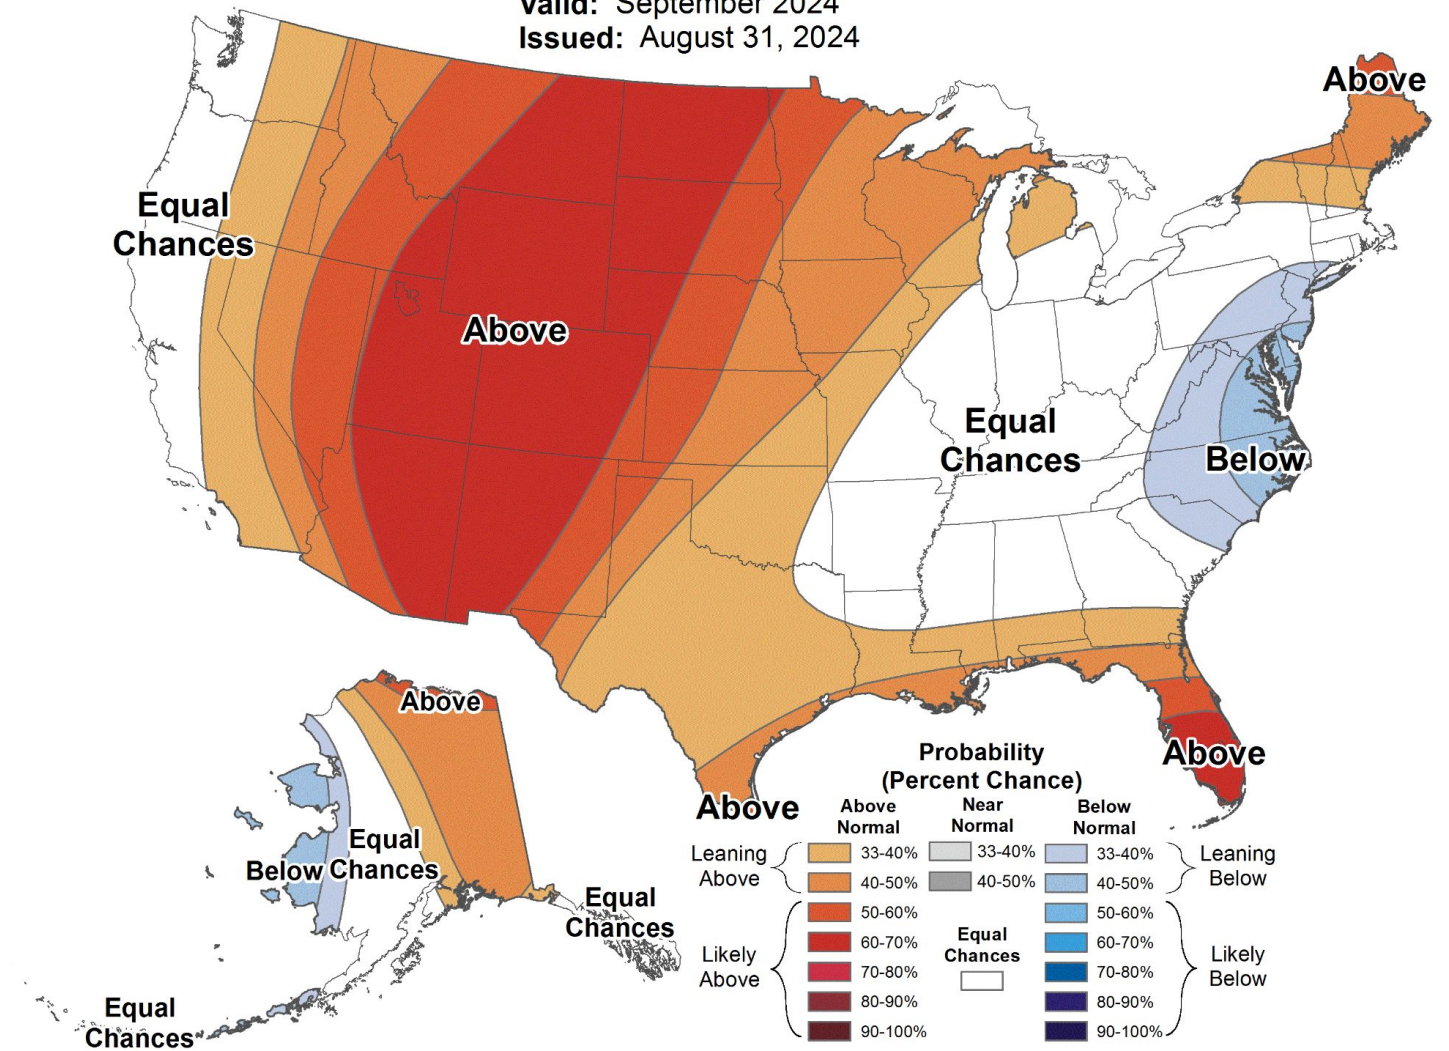 Valid: September 2024
Issued: August 31, 2024
Above
Equal
Chances
Above
Equal
Chances
Below
Above
Above
Above
Equal
Chances
Below
Equal
Chances
Equal
Chances
Probability
(Percent Chance)
Above
Normal
Near
Normal
Below
Normal
Leaning
Above
33-40%
33-40%
33-40%
Leaning
Below
40-50%
40-50%
40-50%
Likely
Above
50-60%
60-70%
70-80%
80-90%
90-100%
Equal
Chances
50-60%
60-70%
70-80%
80-90%
90-100%
Likely
Below